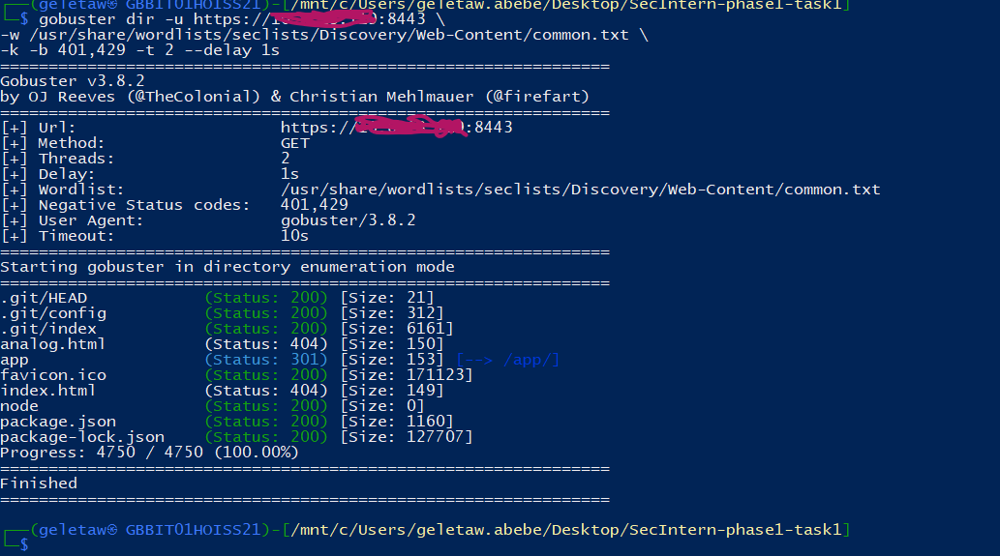 (geletaw㉿ GBBIT01HOISS21)-[/mnt/c/Users/geletaw.abebe/Desktop/SecIntern-phase1-task1]
$ gobuster dir -u https://:8443 \
-w /usr/share/wordlists/seclists/Discovery/Web-Content/common.txt \
-k -b 401,429 -t 2 --delay 1s
===============================================================
Gobuster v3.8.2
by OJ Reeves (@TheColonial) & Christian Mehlmauer (@firefart)
===============================================================
[+] Url:                     https://:8443
[+] Method:                  GET
[+] Threads:                 2
[+] Delay:                   1s
[+] Wordlist:                /usr/share/wordlists/seclists/Discovery/Web-Content/common.txt
[+] Negative Status codes:   401,429
[+] User Agent:              gobuster/3.8.2
[+] Timeout:                 10s
===============================================================
Starting gobuster in directory enumeration mode
===============================================================
.git/HEAD            (Status: 200) [Size: 21]
.git/config          (Status: 200) [Size: 312]
.git/index           (Status: 200) [Size: 6161]
analog.html          (Status: 404) [Size: 150]
app                  (Status: 301) [Size: 153] [--> /app/]
favicon.ico          (Status: 200) [Size: 171123]
index.html           (Status: 404) [Size: 149]
node                 (Status: 200) [Size: 0]
package.json         (Status: 200) [Size: 1160]
package-lock.json    (Status: 200) [Size: 127707]
Progress: 4750 / 4750 (100.00%)
===============================================================
Finished
===============================================================
(geletaw㉿ GBBIT01HOISS21)-[/mnt/c/Users/geletaw.abebe/Desktop/SecIntern-phase1-task1]
$